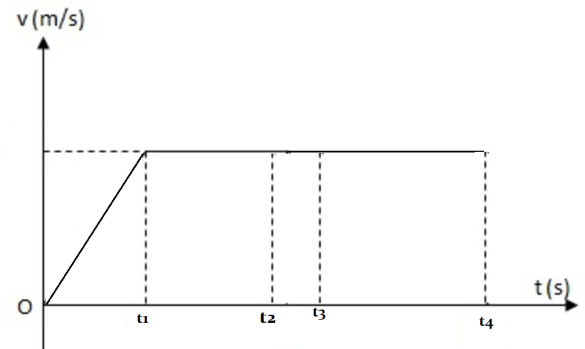 v (m/s)
O
t (s)
t1 t2 t3 t4